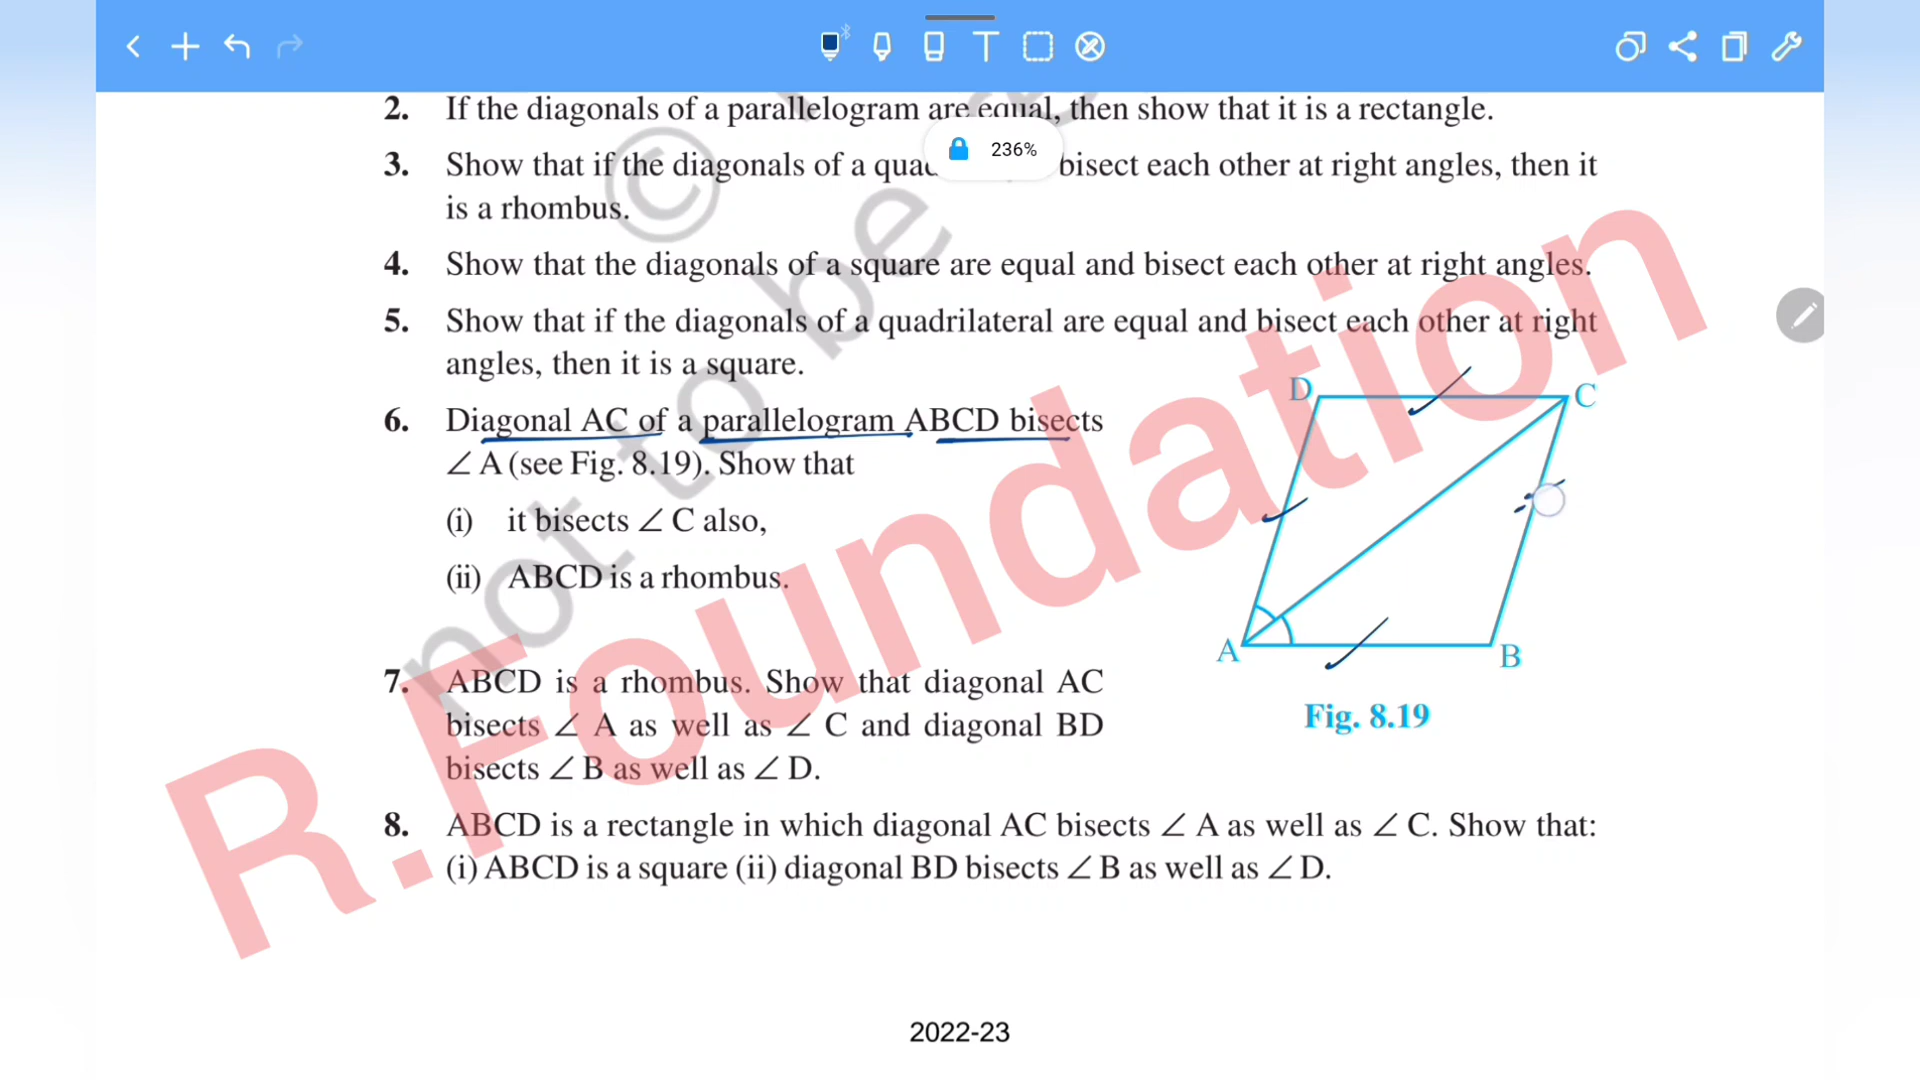 2. If the diagonals of a parallelogram are equal, then show that it is a rectangle.
236%
3. Show that if the diagonals of a bisect each other at right angles, then it
is a rhombus.
4. Show that the diagonals of a square are equal and bisect each other at right angles.
5. Show that if the diagonals of a quadrilateral are equal and bisect each other at right
angles, then it is a square.
6. Diagonal AC of a parallelogram ABCD bisects
∠ A (see Fig. 8.19). Show that
(i) it bisects ∠ C also,
(ii) ABCD is a rhombus.
D
C
A
B
Fig. 8.19
7. ABCD is a rhombus. Show that diagonal AC
bisects ∠ A as well as ∠ C and diagonal BD
bisects ∠ B as well as ∠ D.
8. ABCD is a rectangle in which diagonal AC bisects ∠ A as well as ∠ C. Show that:
(i) ABCD is a square (ii) diagonal BD bisects ∠ B as well as ∠ D.
©
not to be
R.Foundation
2022-23